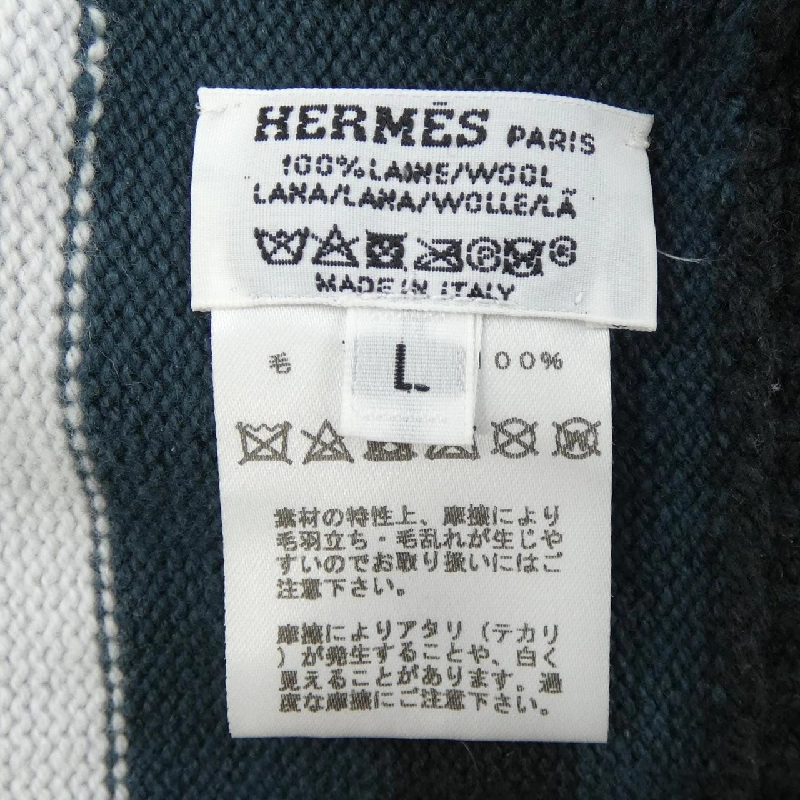 HERMĒS PARIS
100% LAINE/WOOL
LANA/LANA/WOLLE/LÃ
MADE IN ITALY
L
毛 100%
素材の特性上、摩擦により
毛羽立ち・毛乱れが生じや
すいのでお取り扱いにはご
注意下さい。
摩擦によりアタリ（テカリ
）が発生することや、白く
見えることがあります。過
度な摩擦にご注意下さい。